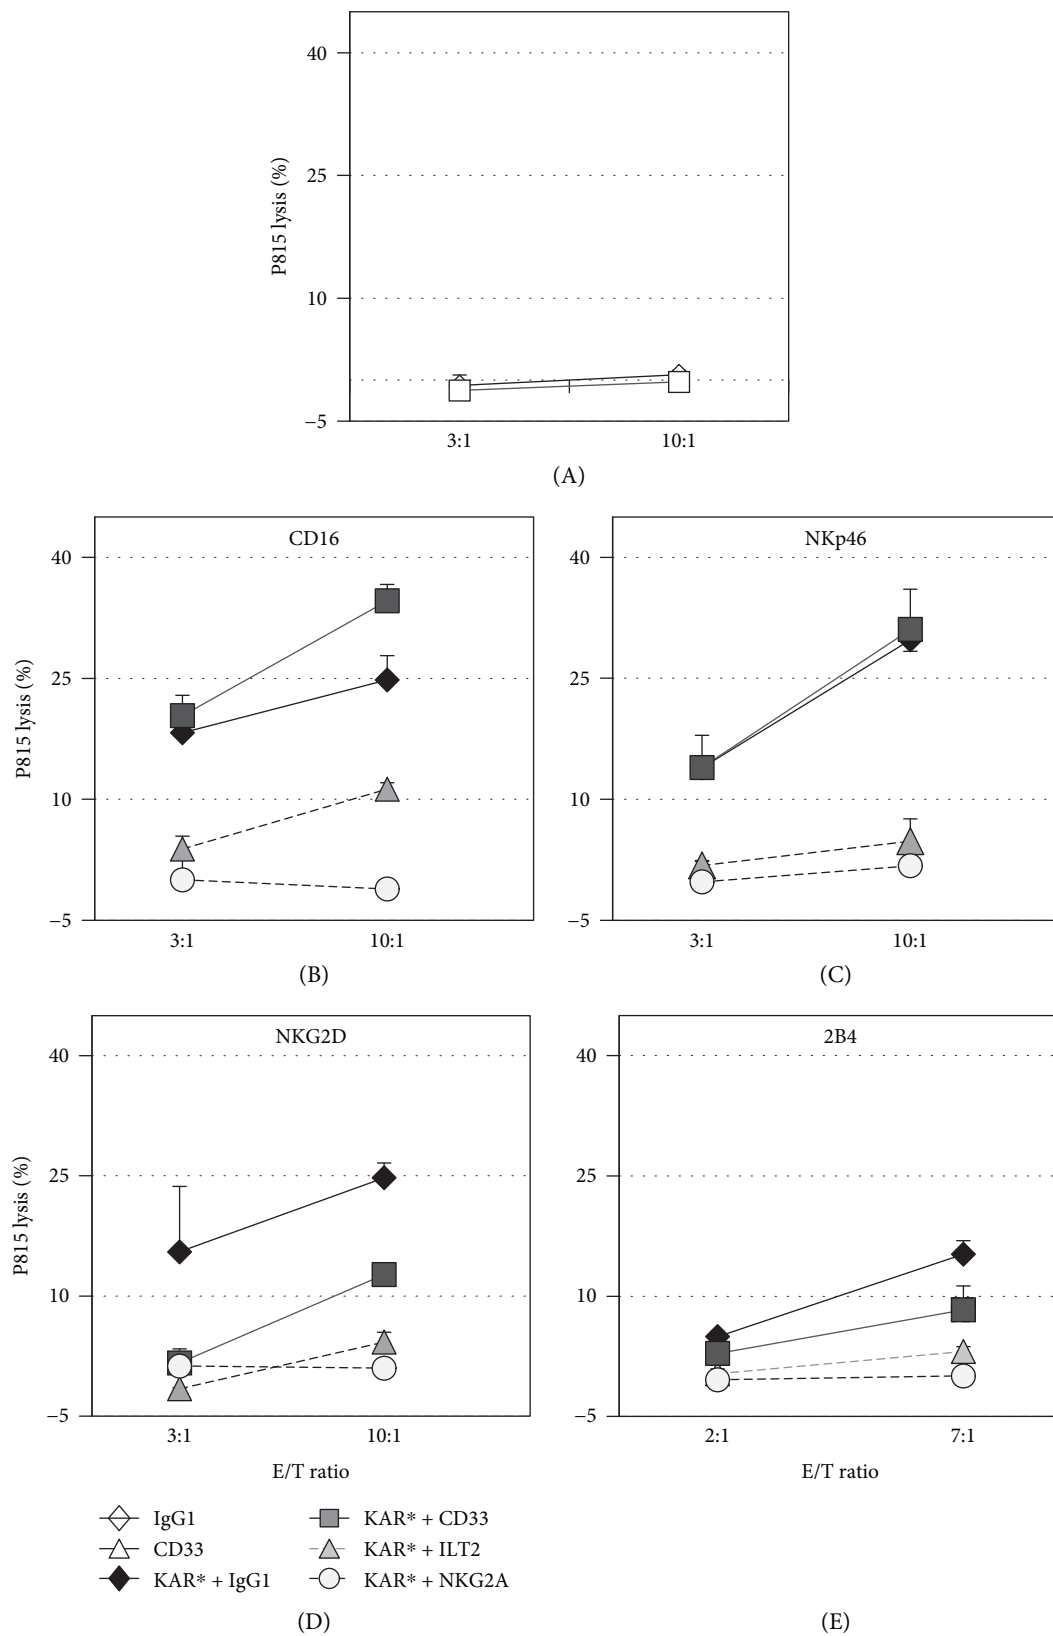 40
25
10
−5
P815 lysis (%)
3:1
10:1
(A)
CD16
40
25
10
−5
P815 lysis (%)
3:1
10:1
(B)
NKp46
40
25
10
−5
3:1
10:1
(C)
NKG2D
40
25
10
−5
P815 lysis (%)
3:1
10:1
E/T ratio
2B4
40
25
10
−5
2:1
7:1
E/T ratio
IgG1
CD33
KAR* + IgG1
KAR* + CD33
KAR* + ILT2
KAR* + NKG2A
(D)
(E)